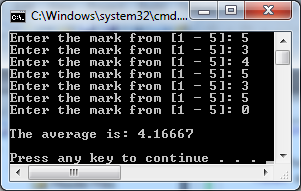 C:\Windows\system32\cmd....
Enter the mark from [1 - 5]: 5
Enter the mark from [1 - 5]: 3
Enter the mark from [1 - 5]: 4
Enter the mark from [1 - 5]: 5
Enter the mark from [1 - 5]: 3
Enter the mark from [1 - 5]: 5
Enter the mark from [1 - 5]: 0
The average is: 4.16667
Press any key to continue . . .